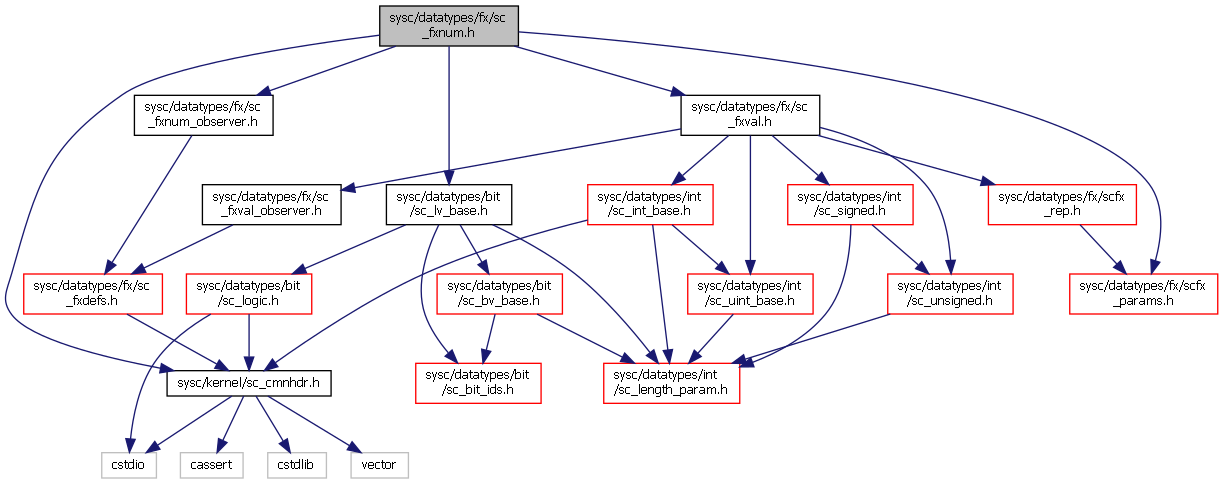 sysc/datatypes/fx/sc
_fxnum.h
sysc/datatypes/fx/sc
_fxnum_observer.h
sysc/datatypes/fx/sc
_fxval.h
sysc/datatypes/fx/sc
_fxval_observer.h
sysc/datatypes/bit
/sc_lv_base.h
sysc/datatypes/int
/sc_int_base.h
sysc/datatypes/int
/sc_signed.h
sysc/datatypes/fx/scfx
_rep.h
sysc/datatypes/fx/sc
_fxdefs.h
sysc/datatypes/bit
/sc_logic.h
sysc/datatypes/bit
/sc_bv_base.h
sysc/datatypes/int
/sc_uint_base.h
sysc/datatypes/int
/sc_unsigned.h
sysc/datatypes/fx/scfx
_params.h
sysc/kernel/sc_cmnhdr.h
sysc/datatypes/bit
/sc_bit_ids.h
sysc/datatypes/int
/sc_length_param.h
cstdio
cassert
cstdlib
vector